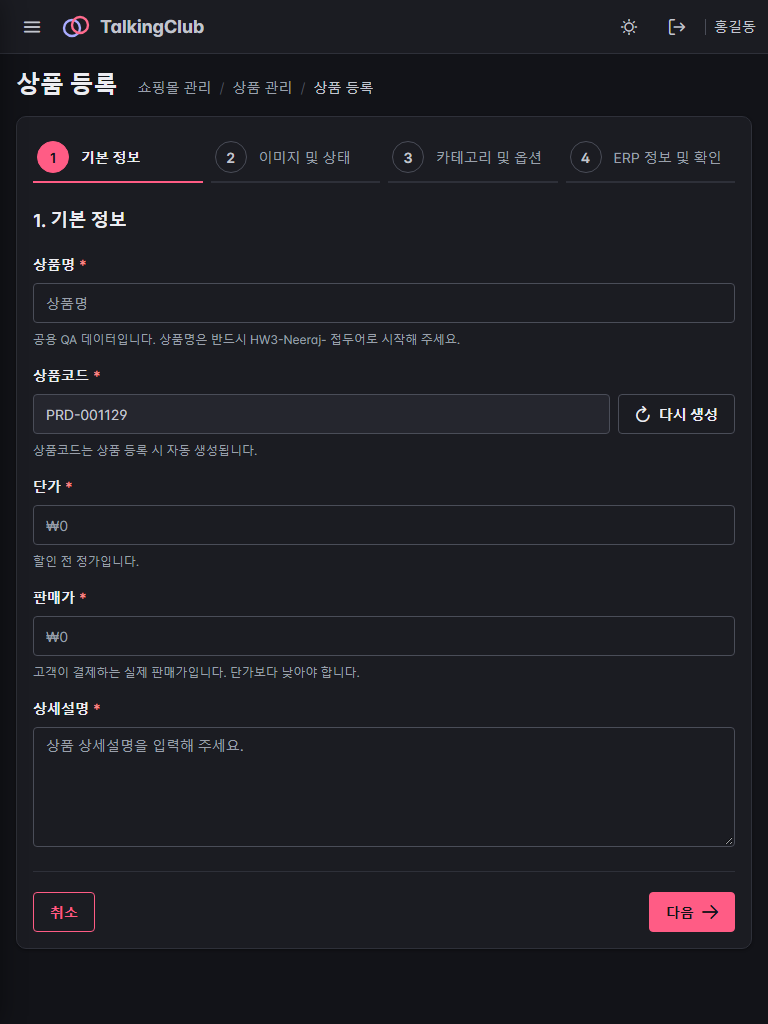 TalkingClub
홍길동
상품 등록
쇼핑몰 관리 / 상품 관리 / 상품 등록
1 기본 정보
2 이미지 및 상태
3 카테고리 및 옵션
4 ERP 정보 및 확인
1. 기본 정보
상품명 *
상품명
공용 QA 데이터입니다. 상품명은 반드시 HW3-Neeraj- 접두어로 시작해 주세요.
상품코드 *
PRD-001129
다시 생성
상품코드는 상품 등록 시 자동 생성됩니다.
단가 *
₩0
할인 전 정가입니다.
판매가 *
₩0
고객이 결제하는 실제 판매가입니다. 단가보다 낮아야 합니다.
상세설명 *
상품 상세설명을 입력해 주세요.
취소
다음